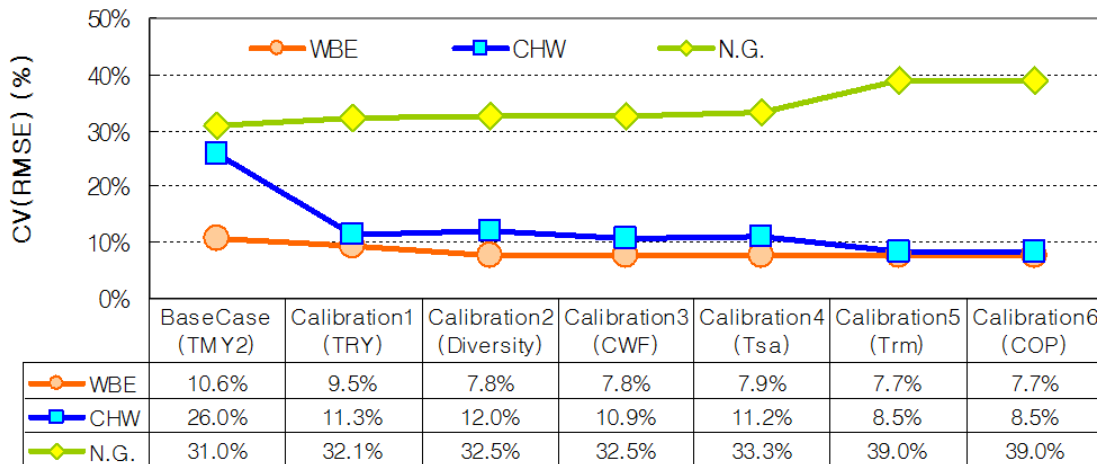 50%
40%
30%
20%
10%
0%
CV(RMSE) (%)
WBE CHW N.G.
BaseCase (TMY2) Calibration1 (TRY) Calibration2 (Diversity) Calibration3 (CWF) Calibration4 (Tsa) Calibration5 (Trm) Calibration6 (COP)
WBE 10.6% 9.5% 7.8% 7.8% 7.9% 7.7% 7.7%
CHW 26.0% 11.3% 12.0% 10.9% 11.2% 8.5% 8.5%
N.G. 31.0% 32.1% 32.5% 32.5% 33.3% 39.0% 39.0%